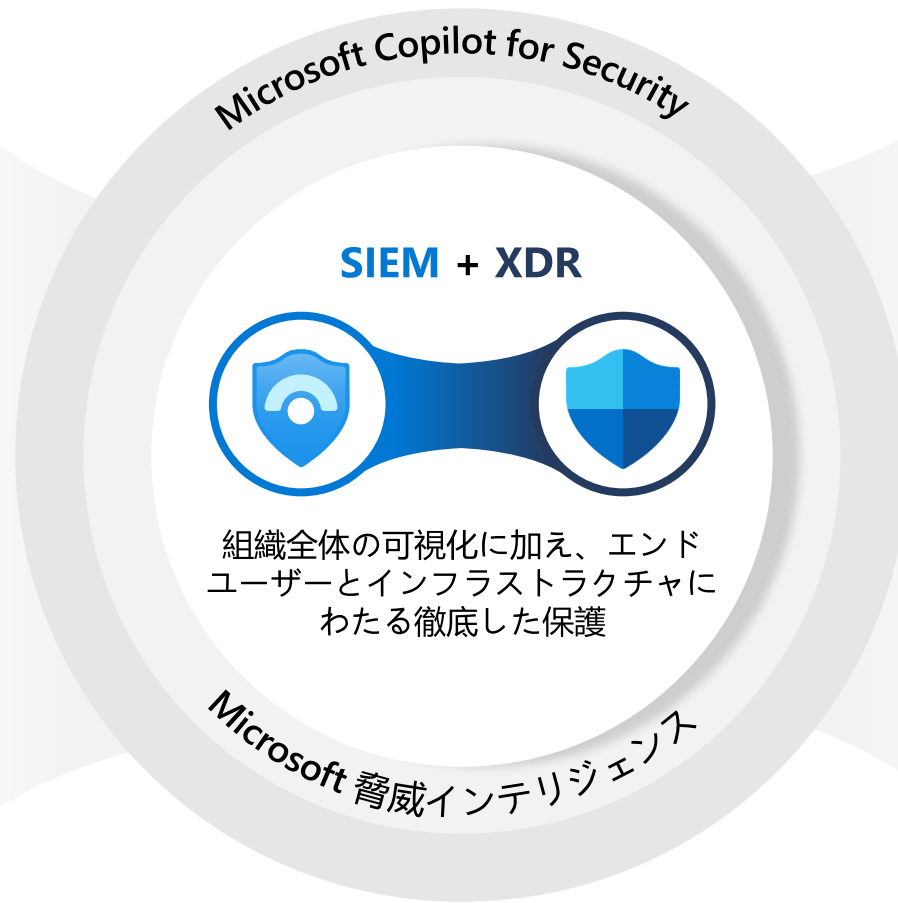 Microsoft Copilot for Security
SIEM + XDR
組織全体の可視化に加え、エンド
ユーザーとインフラストラクチャに
わたる徹底した保護
Microsoft 脅威インテリジェンス